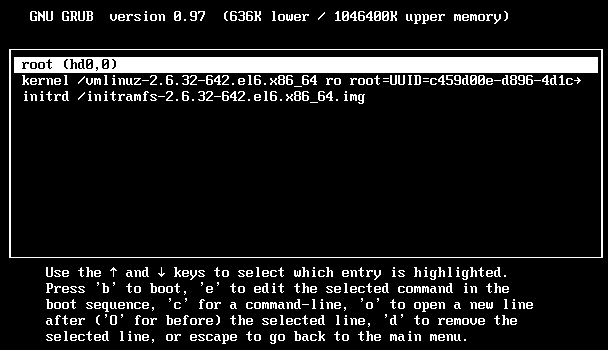 GNU GRUB  version 0.97  (636K lower / 1046400K upper memory)
root (hd0,0)
kernel /vmlinuz-2.6.32-642.el6.x86_64 ro root=UUID=c459d00e-d896-4d1c→
initrd /initramfs-2.6.32-642.el6.x86_64.img
Use the ↑ and ↓ keys to select which entry is highlighted.
Press 'b' to boot, 'e' to edit the selected command in the
boot sequence, 'c' for a command-line, 'o' to open a new line
after ('O' for before) the selected line, 'd' to remove the
selected line, or escape to go back to the main menu.